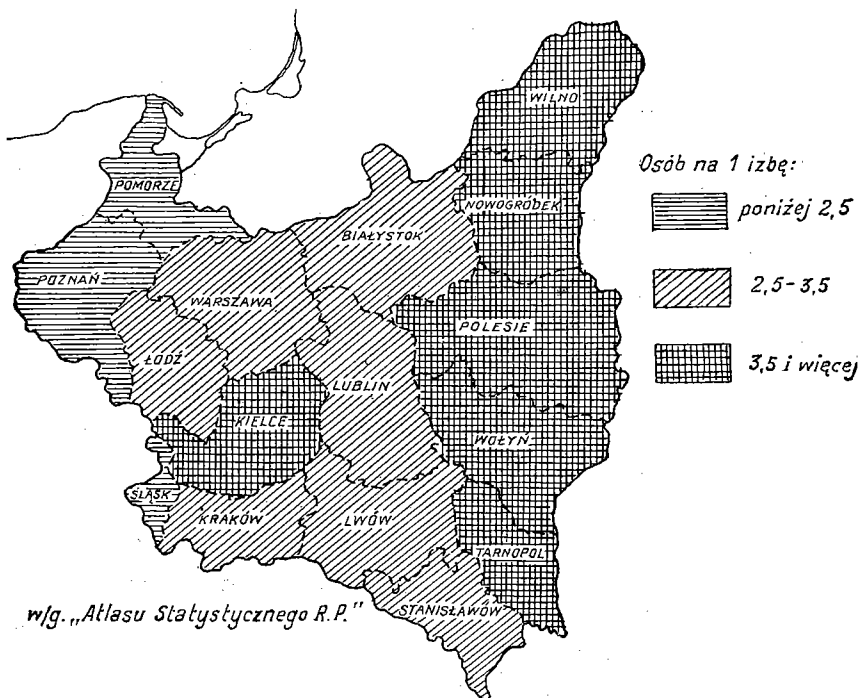 WILNO
Osób na 1 izbę:
POMORZE
NOWOGRÓDEK
poniżej 2,5
BIAŁYSTOK
POZNAŃ
WARSZAWA
2,5-3,5
POLESIE
ŁÓDŹ
LUBLIN
3,5 i więcej
KIELCE
WOŁYŃ
ŚLĄSK
KRAKÓW
LWÓW
TARNOPOL
STANISŁAWÓW
w/g. „Atlasu Statystycznego R.P."